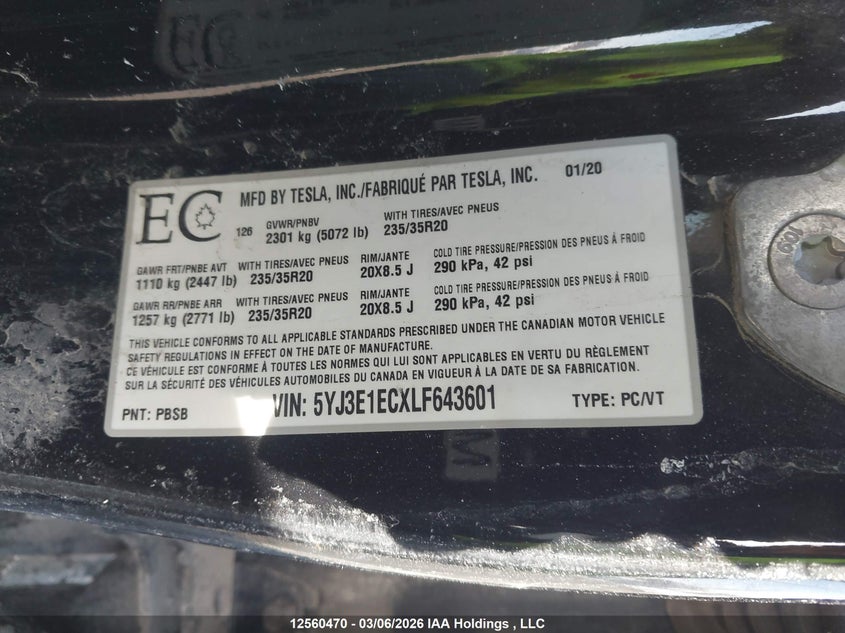 EC
MFD BY TESLA, INC./FABRIQUÉ PAR TESLA, INC. 01/20
126 GVWR/PNBV WITH TIRES/AVEC PNEUS
2301 kg (5072 lb) 235/35R20
GAWR FRT/PNBE AVT WITH TIRES/AVEC PNEUS RIM/JANTE COLD TIRE PRESSURE/PRESSION DES PNEUS À FROID
1110 kg (2447 lb) 235/35R20 20X8.5 J 290 kPa, 42 psi
GAWR RR/PNBE ARR WITH TIRES/AVEC PNEUS RIM/JANTE COLD TIRE PRESSURE/PRESSION DES PNEUS À FROID
1257 kg (2771 lb) 235/35R20 20X8.5 J 290 kPa, 42 psi
THIS VEHICLE CONFORMS TO ALL APPLICABLE STANDARDS PRESCRIBED UNDER THE CANADIAN MOTOR VEHICLE
SAFETY REGULATIONS IN EFFECT ON THE DATE OF MANUFACTURE.
CE VÉHICULE EST CONFORME À TOUTES LES NORMES QUI LUI SONT APPLICABLES EN VERTU DU RÈGLEMENT
SUR LA SÉCURITÉ DES VÉHICULES AUTOMOBILES DU CANADA EN VIGUEUR À LA DATE DE SA FABRICATION.
PNT: PBSB VIN: 5YJ3E1ECXLF643601 TYPE: PC/VT
12560470 - 03/06/2026 IAA Holdings , LLC